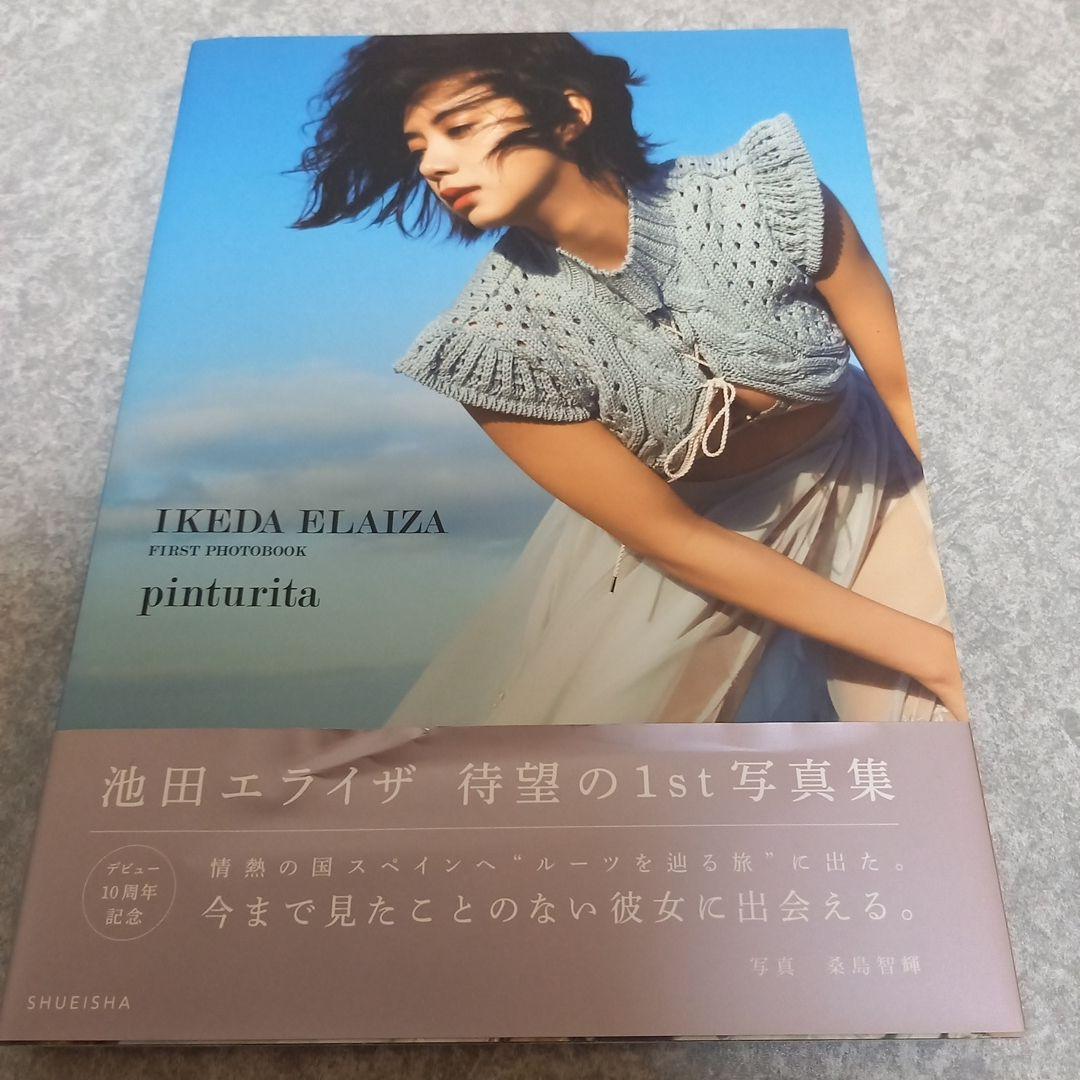 IKEDA ELAIZA
FIRST PHOTOBOOK
pinturita
池田エライザ 待望の1st写真集
デビュー
10周年
記念
情熱の国スペインへ“ルーツを辿る旅”に出た。
今まで見たことのない彼女に出会える。
写真 桑島智輝
SHUEISHA